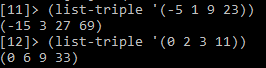 [11]> (list-triple '(-5 1 9 23))
(-15 3 27 69)
[12]> (list-triple '(0 2 3 11))
(0 6 9 33)